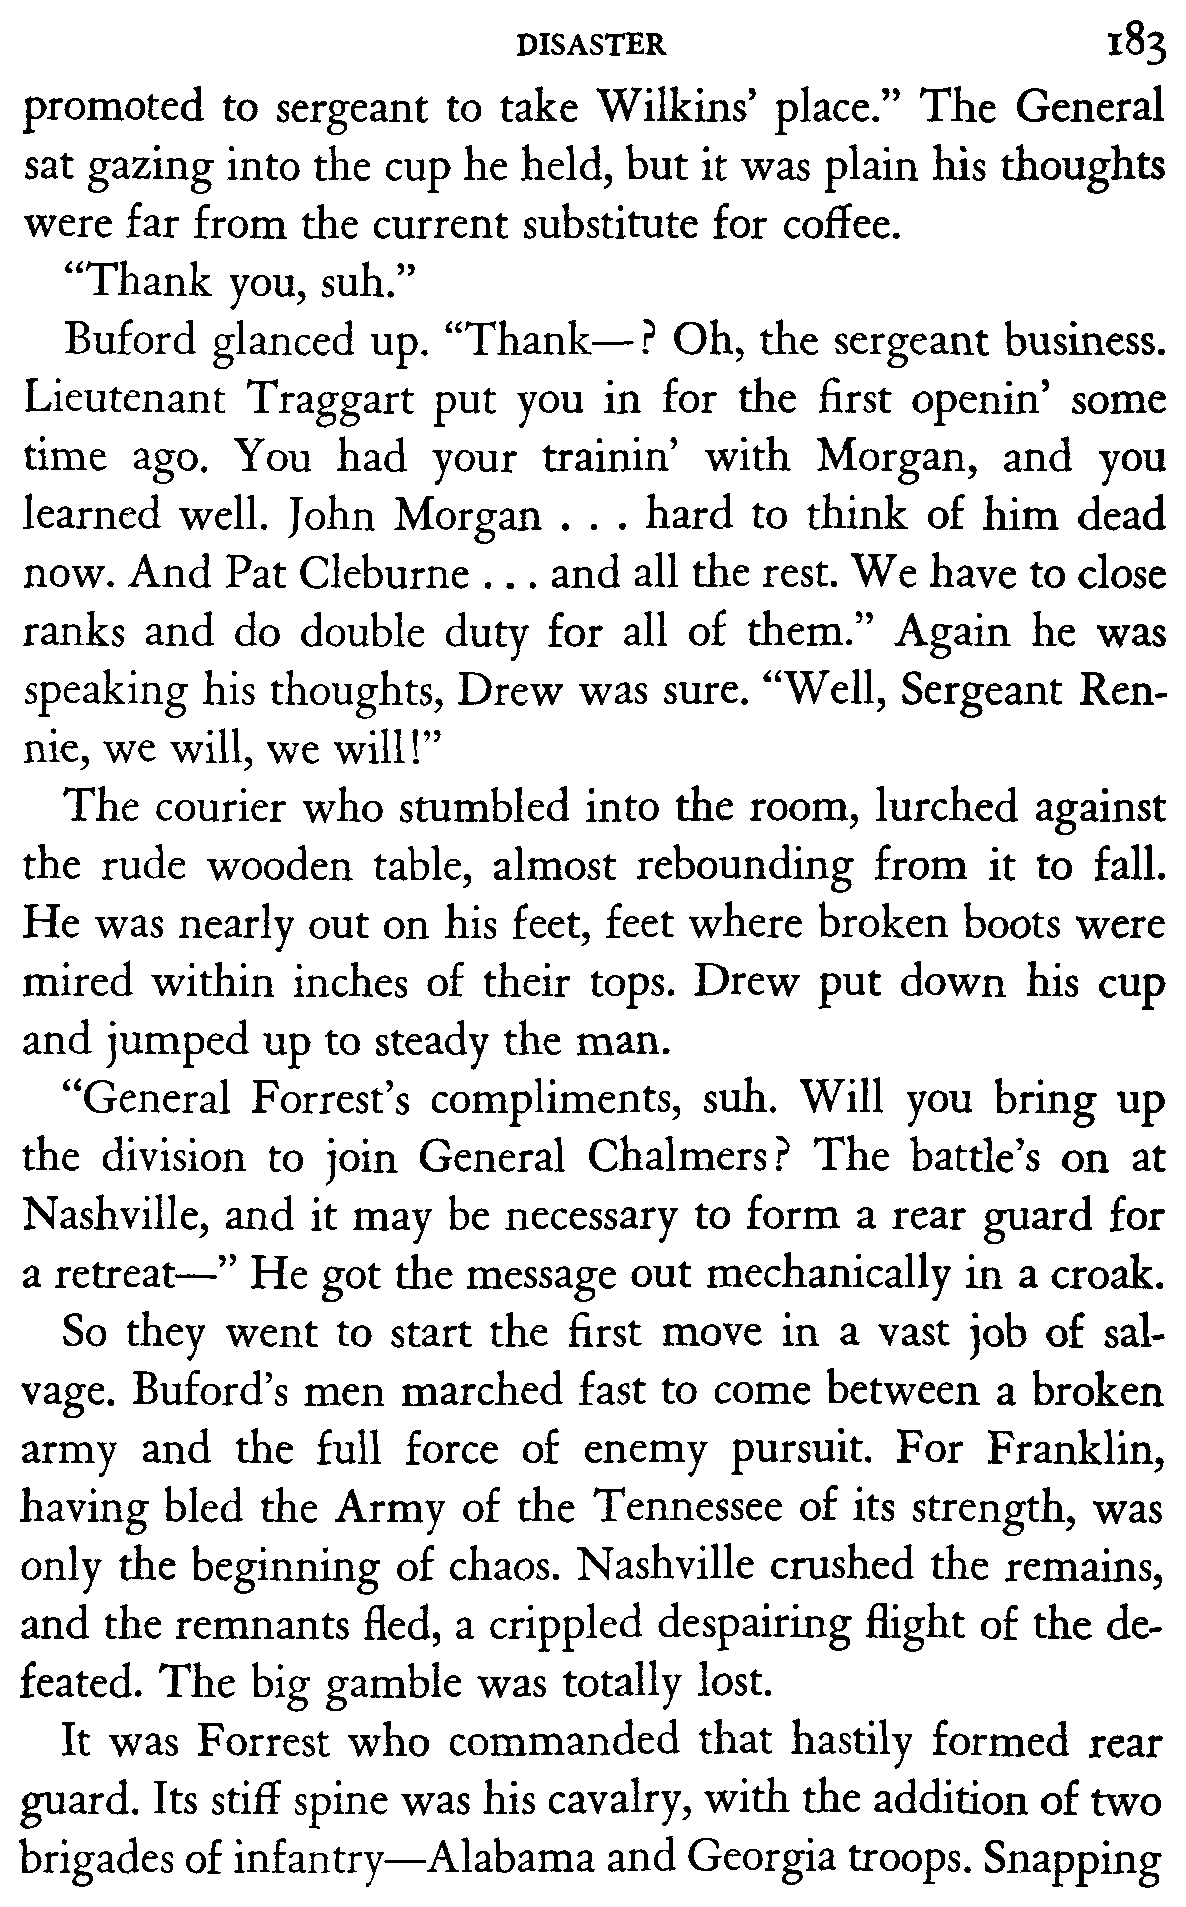 DISASTER 183
promoted to sergeant to take Wilkins’ place.” The General
sat gazing into the cup he held, but it was plain his thoughts
were far from the current substitute for coffee.
“Thank you, suh.”
Buford glanced up. “Thank—? Oh, the sergeant business.
Lieutenant Traggart put you in for the first openin’ some
time ago. You had your trainin’ with Morgan, and you
learned well. John Morgan . . . hard to think of him dead
now. And Pat Cleburne . . . and all the rest. We have to close
ranks and do double duty for all of them.” Again he was
speaking his thoughts, Drew was sure. “Well, Sergeant Ren-
nie, we will, we will!”
The courier who stumbled into the room, lurched against
the rude wooden table, almost rebounding from it to fall.
He was nearly out on his feet, feet where broken boots were
mired within inches of their tops. Drew put down his cup
and jumped up to steady the man.
“General Forrest’s compliments, suh. Will you bring up
the division to join General Chalmers? The battle’s on at
Nashville, and it may be necessary to form a rear guard for
a retreat—” He got the message out mechanically in a croak.
So they went to start the first move in a vast job of sal-
vage. Buford’s men marched fast to come between a broken
army and the full force of enemy pursuit. For Franklin,
having bled the Army of the Tennessee of its strength, was
only the beginning of chaos. Nashville crushed the remains,
and the remnants fled, a crippled despairing flight of the de-
feated. The big gamble was totally lost.
It was Forrest who commanded that hastily formed rear
guard. Its stiff spine was his cavalry, with the addition of two
brigades of infantry—Alabama and Georgia troops. Snapping